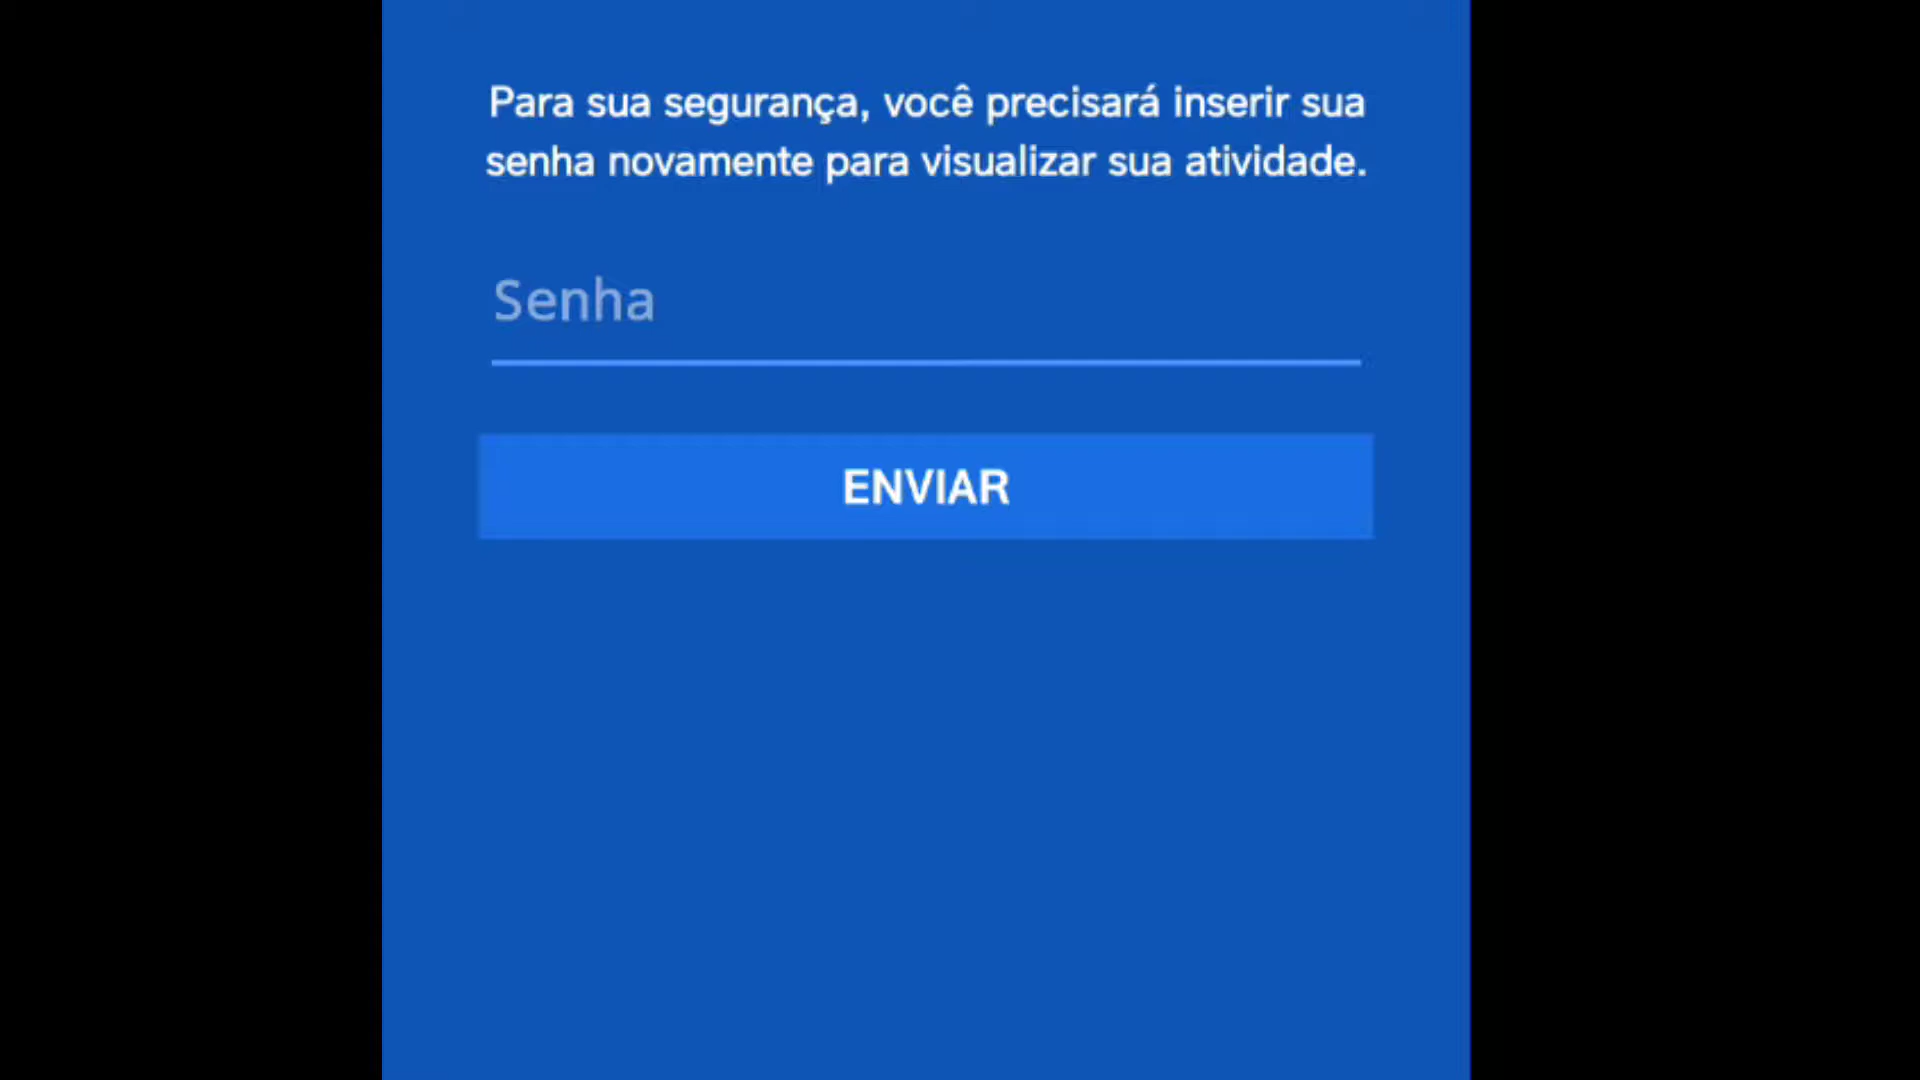 Para sua segurança, você precisará inserir sua
senha novamente para visualizar sua atividade.
Senha
ENVIAR